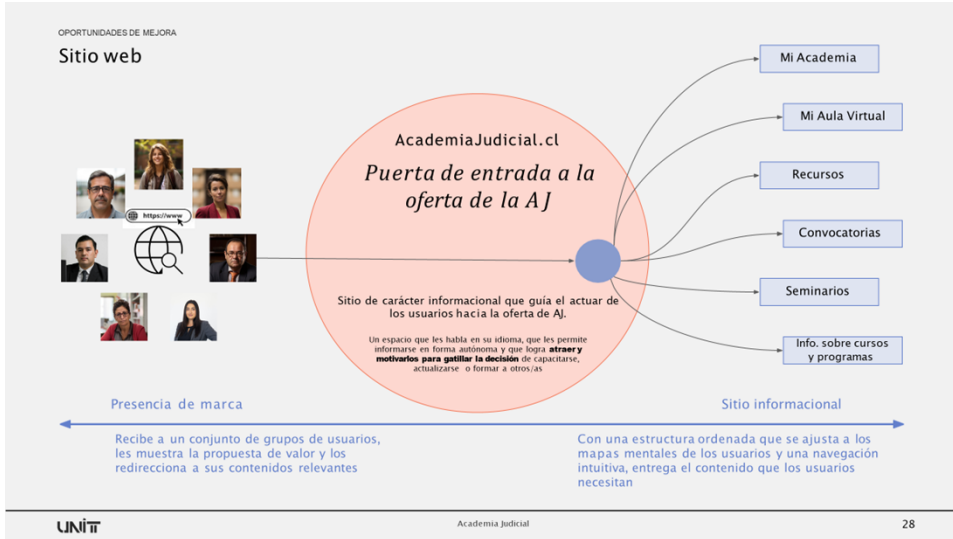 OPORTUNIDADES DE MEJORA
Sitio web
https://www
AcademiaJudicial.cl
Puerta de entrada a la
oferta de la AJ
Sitio de carácter informacional que guía el actuar de
los usuarios hacia la oferta de AJ.
Un espacio que les habla en su idioma, que les permite
informarse en forma autónoma y que logra atraer y
motivarlos para gatillar la decisión de capacitarse,
actualizarse o formar a otros/as
Mi Academia
Mi Aula Virtual
Recursos
Convocatorias
Seminarios
Info. sobre cursos
y programas
Presencia de marca
Recibe a un conjunto de grupos de usuarios,
les muestra la propuesta de valor y los
redirecciona a sus contenidos relevantes
Sitio informacional
Con una estructura ordenada que se ajusta a los
mapas mentales de los usuarios y una navegación
intuitiva, entrega el contenido que los usuarios
necesitan
UNIT
Academia Judicial
28